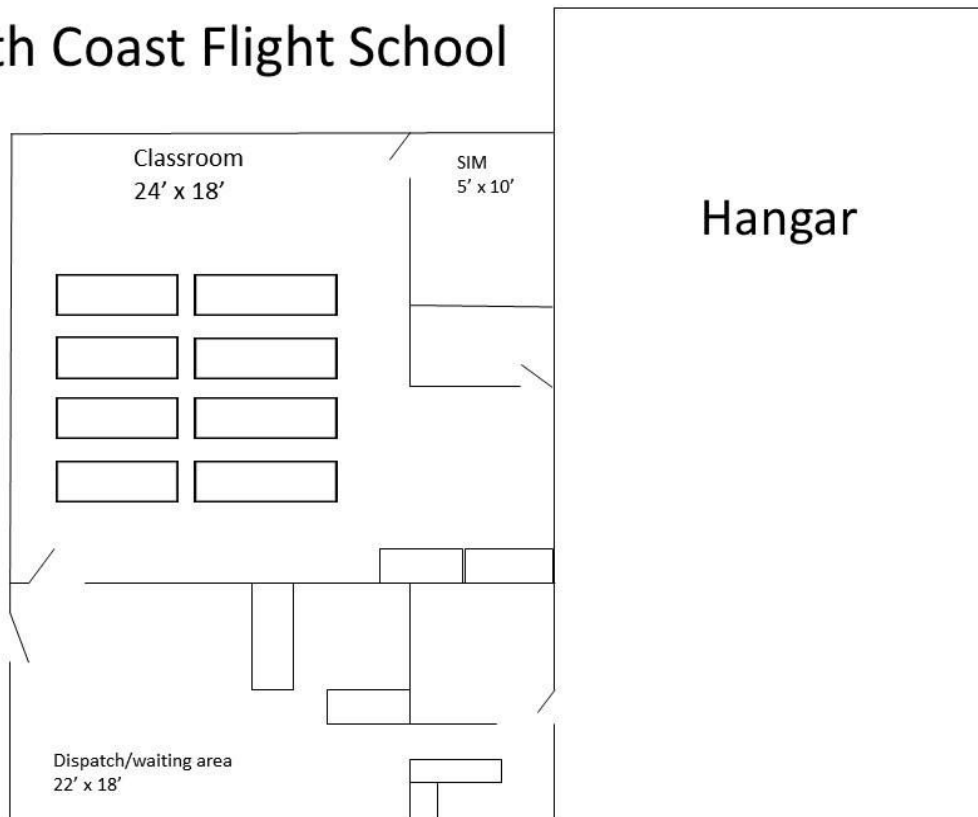 th Coast Flight School
Classroom
24’ x 18’
SIM
5’ x 10’
Hangar
Dispatch/waiting area
22’ x 18’